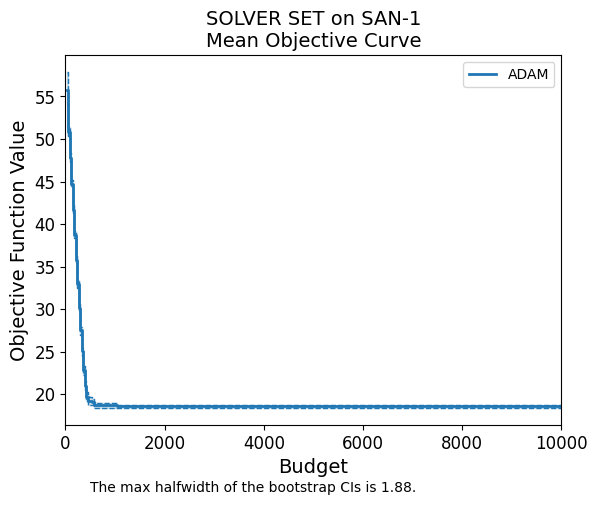 SOLVER SET on SAN-1
Mean Objective Curve
ADAM
Objective Function Value
55
50
45
40
35
30
25
20
0
2000
4000
6000
8000
10000
Budget
The max halfwidth of the bootstrap CIs is 1.88.